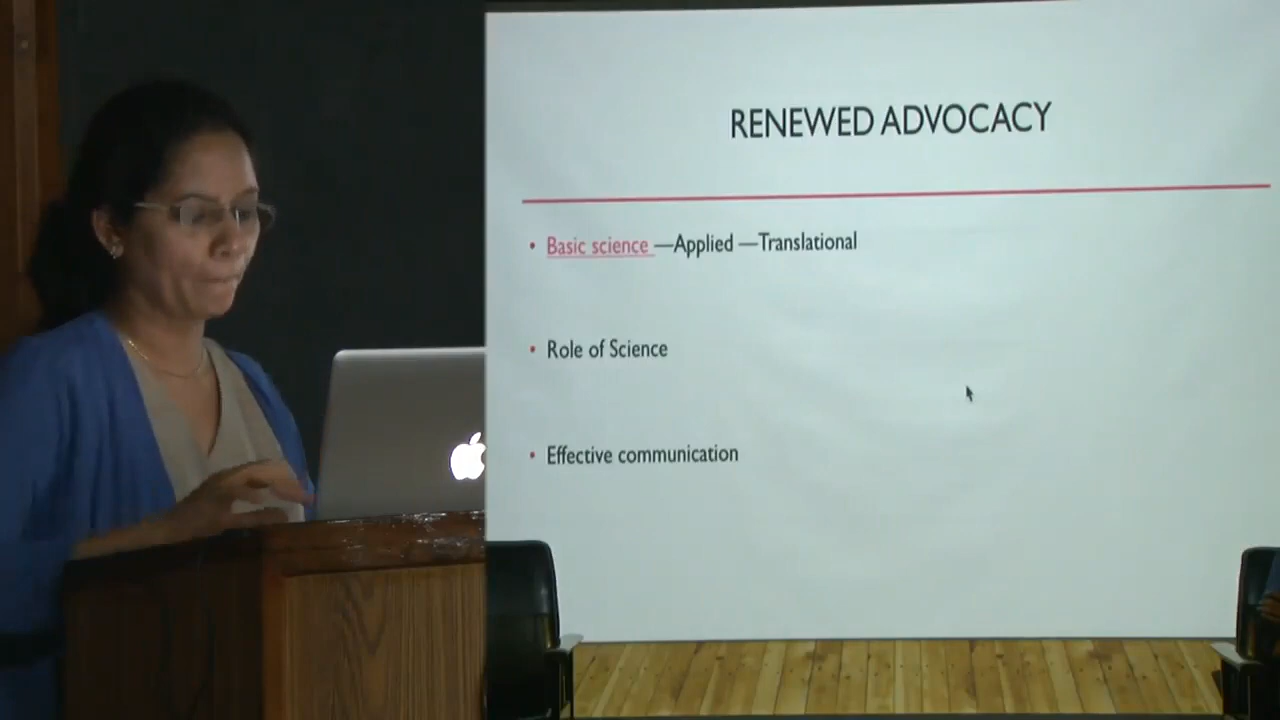 RENEWED ADVOCACY
• Basic science —Applied —Translational
• Role of Science
• Effective communication